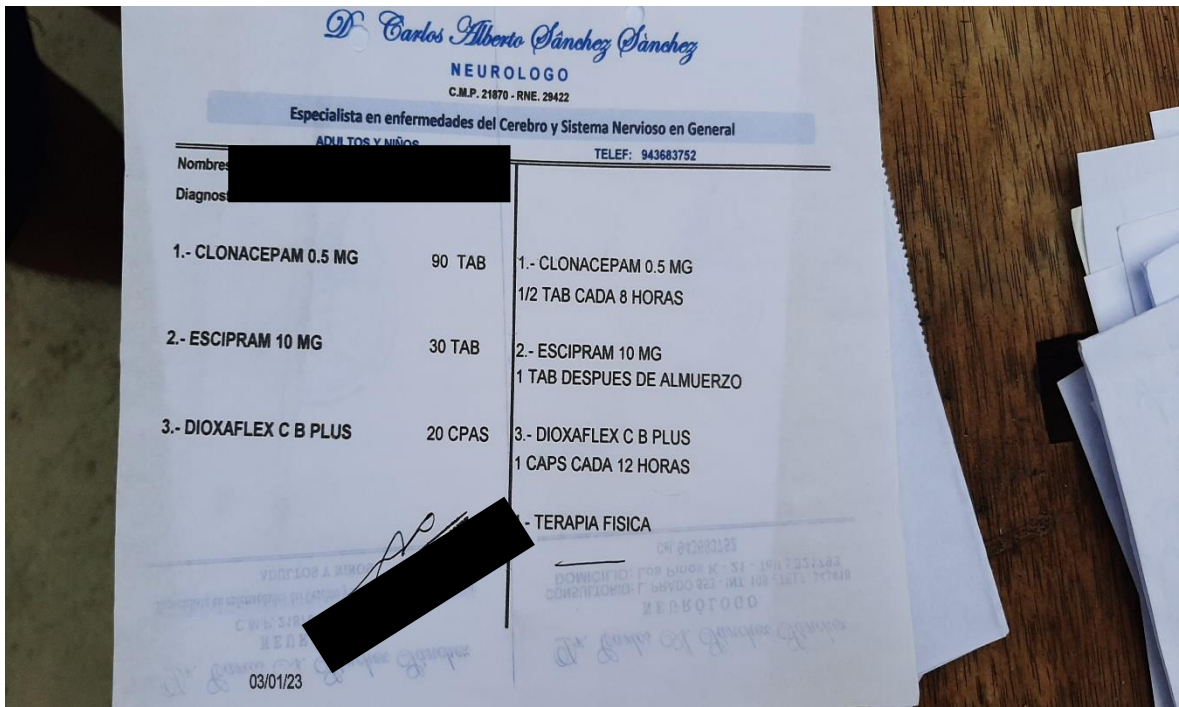 Dr Carlos Alberto Sânchez Sànchez
NEUROLOGO
C.M.P. 21870 - RNE. 29422
Especialista en enfermedades del Cerebro y Sistema Nervioso en General
ADULTOS Y NIÑOS
TELEF: 943683752
Nombres
Diagnos
1.- CLONACEPAM 0.5 MG 90 TAB
2.- ESCIPRAM 10 MG 30 TAB
3.- DIOXAFLEX C B PLUS 20 CPAS
1.- CLONACEPAM 0.5 MG
1/2 TAB CADA 8 HORAS
2.- ESCIPRAM 10 MG
1 TAB DESPUES DE ALMUERZO
3.- DIOXAFLEX C B PLUS
1 CAPS CADA 12 HORAS
.- TERAPIA FISICA
03/01/23